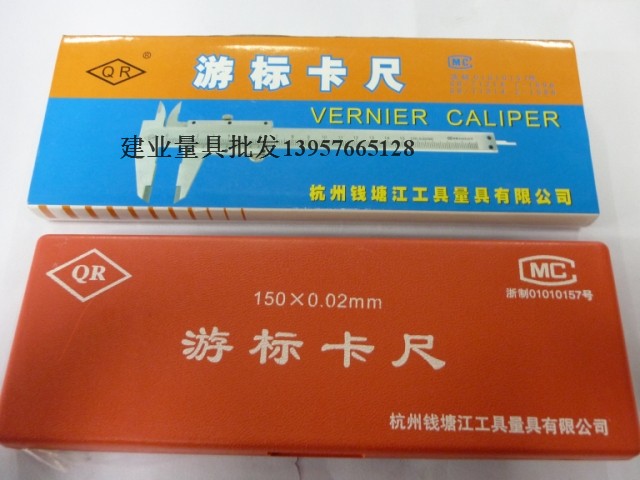 QR
®
游标卡尺
MC
VERNIER CALIPER
建业量具批发13957665128
杭州钱塘江工具量具有限公司
QR
MC
浙制01010157号
150×0.02mm
游标卡尺
杭州钱塘江工具量具有限公司